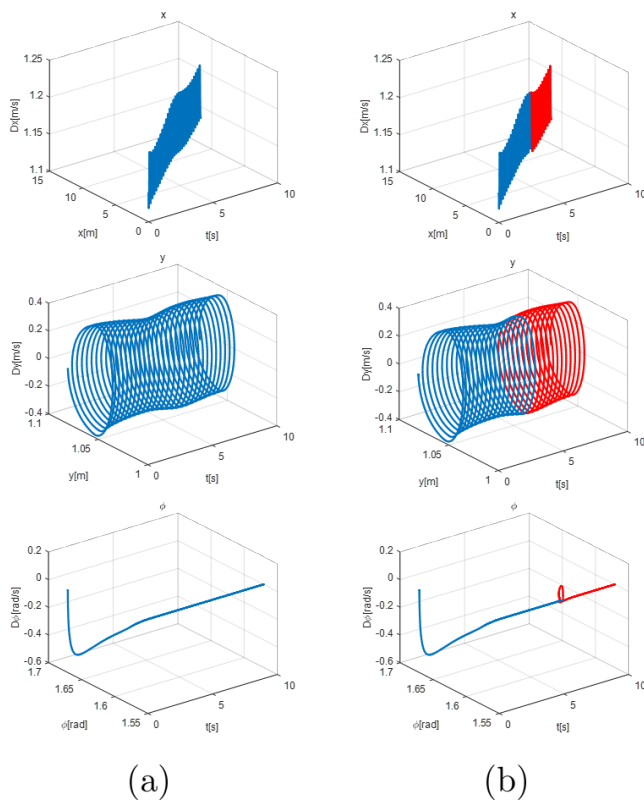 x
x
1.25
1.2
1.15
1.1
Dx[m/s]
15
10
5
0
x[m]
0
5
10
t[s]
1.25
1.2
1.15
1.1
Dx[m/s]
15
10
5
0
x[m]
0
5
10
t[s]
y
y
0.4
0.2
0
-0.2
-0.4
Dy[m/s]
1.1
1.05
1
y[m]
0
5
10
t[s]
0.4
0.2
0
-0.2
-0.4
Dy[m/s]
1.1
1.05
1
y[m]
0
5
10
t[s]
ϕ
ϕ
0.2
0
-0.2
-0.4
-0.6
Dϕ[rad/s]
1.7
1.65
1.6
1.55
ϕ[rad]
0
5
10
t[s]
0.2
0
-0.2
-0.4
-0.6
Dϕ[rad/s]
1.7
1.65
1.6
1.55
ϕ[rad]
0
5
10
t[s]
(a)
(b)